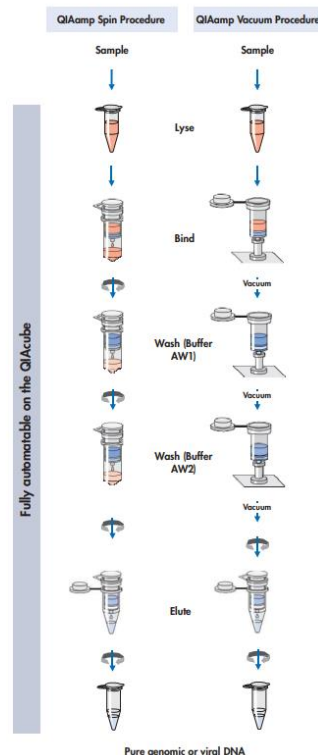 QIAamp Spin Procedure
QIAamp Vacuum Procedure
Sample
Sample
Lyse
Bind
Vacuum
Wash (Buffer
AW1)
Vacuum
Wash (Buffer
AW2)
Vacuum
Elute
Pure genomic or viral DNA
Fully automatable on the QIAcube